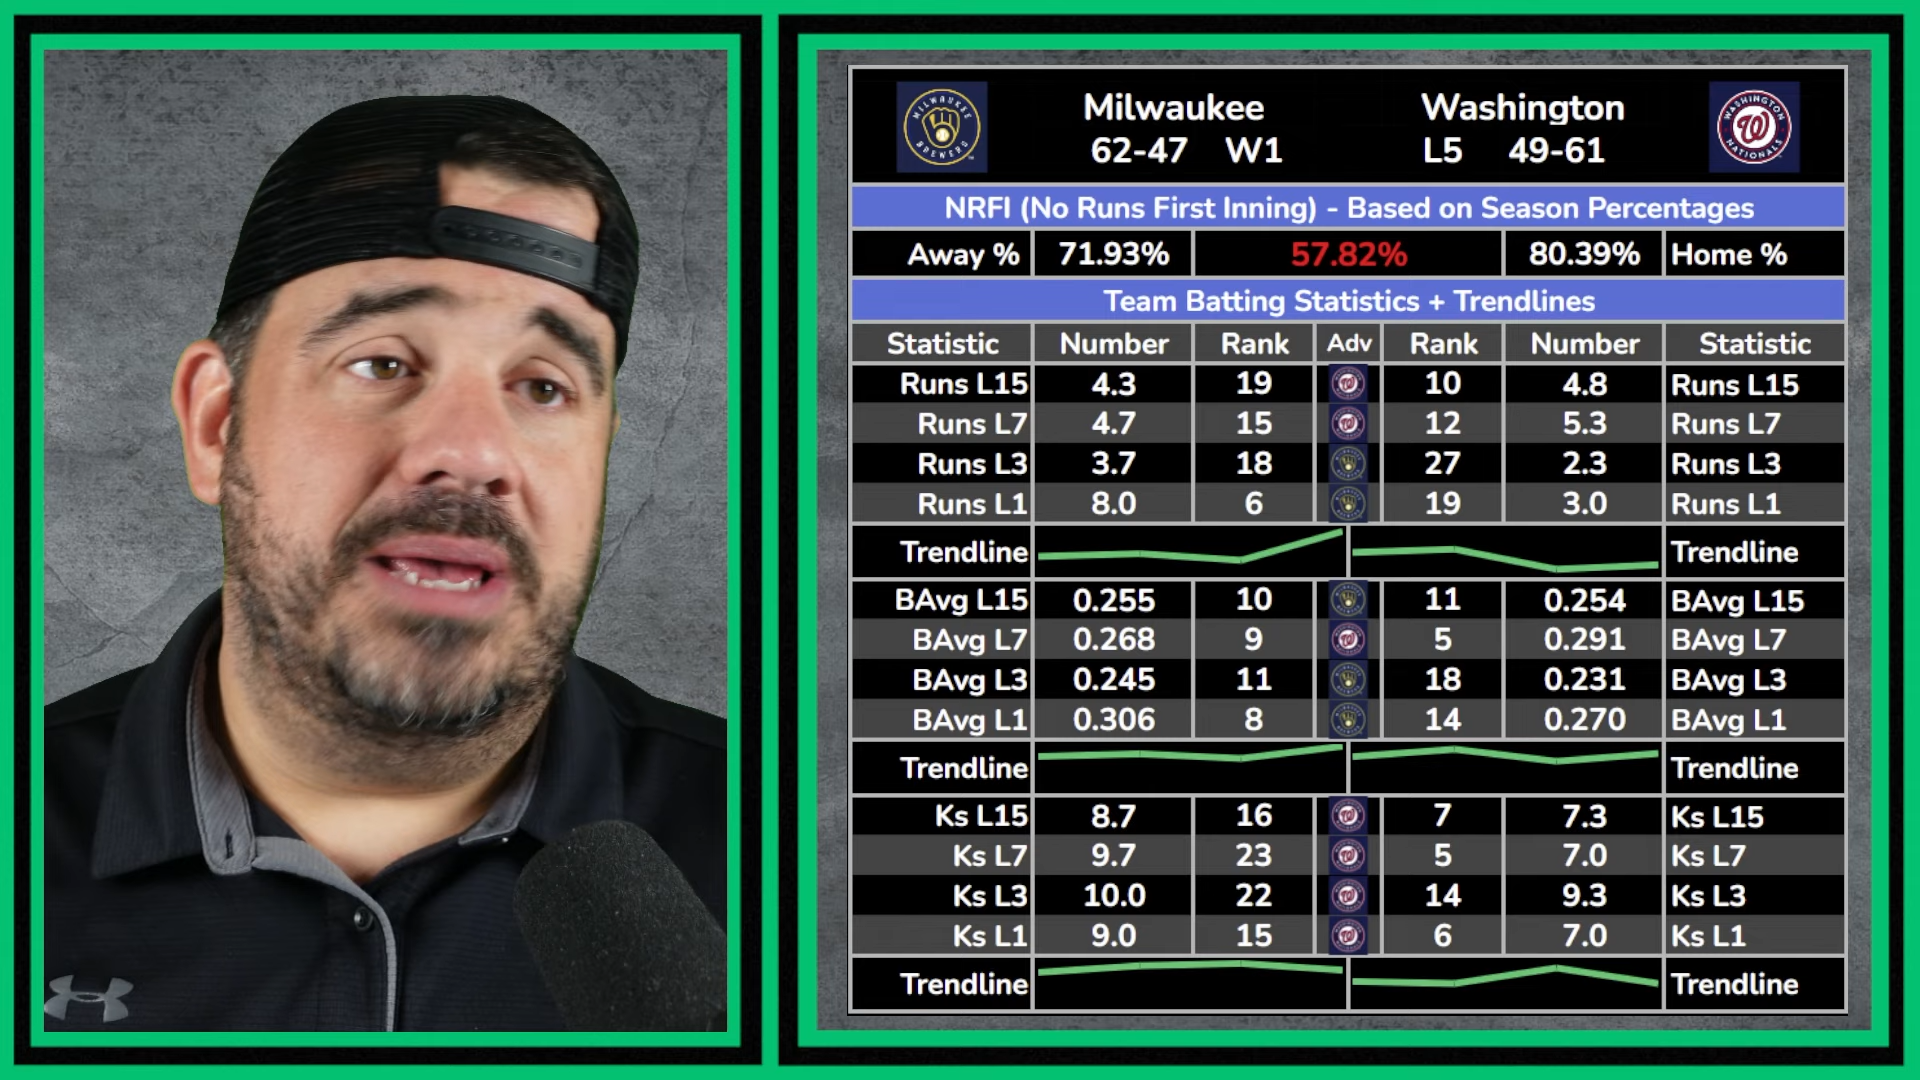 Milwaukee Washington
62-47 W1 L5 49-61
MILWAUKEE BREWERS
WASHINGTON NATIONALS
NRFI (No Runs First Inning) - Based on Season Percentages
Away % 71.93% 57.82% 80.39% Home %
Team Batting Statistics + Trendlines
Statistic Number Rank Adv Rank Number Statistic
Runs L15 4.3 19 10 4.8 Runs L15
Runs L7 4.7 15 12 5.3 Runs L7
Runs L3 3.7 18 27 2.3 Runs L3
Runs L1 8.0 6 19 3.0 Runs L1
Trendline Trendline
BAvg L15 0.255 10 11 0.254 BAvg L15
BAvg L7 0.268 9 5 0.291 BAvg L7
BAvg L3 0.245 11 18 0.231 BAvg L3
BAvg L1 0.306 8 14 0.270 BAvg L1
Trendline Trendline
Ks L15 8.7 16 7 7.3 Ks L15
Ks L7 9.7 23 5 7.0 Ks L7
Ks L3 10.0 22 14 9.3 Ks L3
Ks L1 9.0 15 6 7.0 Ks L1
Trendline Trendline